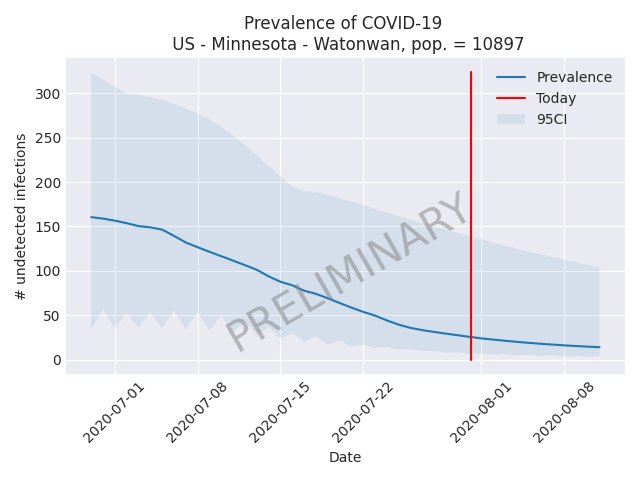 Prevalence of COVID-19
US - Minnesota - Watonwan, pop. = 10897
Prevalence
Today
95CI
# undetected infections
300
250
200
150
100
50
0
PRELIMINARY
2020-07-01
2020-07-08
2020-07-15
2020-07-22
2020-08-01
2020-08-08
Date